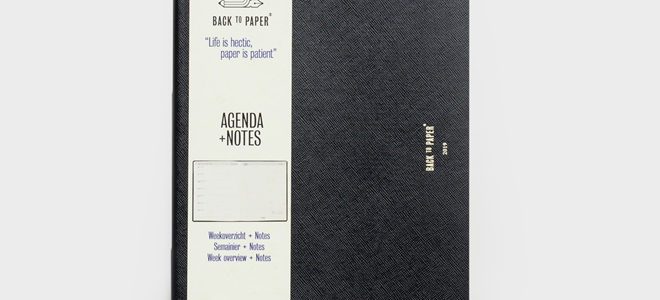 BACK TO PAPER®
“Life is hectic,
paper is patient”
AGENDA
+NOTES
Weekoverzicht + Notes
Semainier + Notes
Week overview + Notes
BACK TO PAPER®
2019